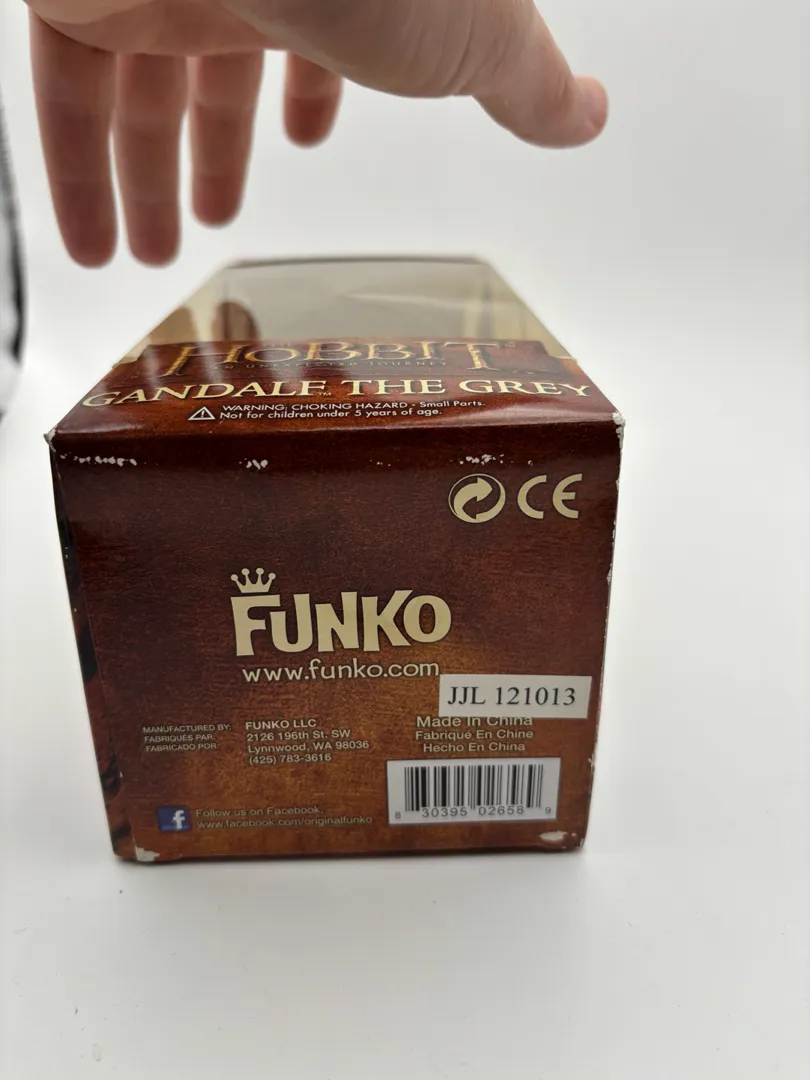 THE HOBBIT
AN UNEXPECTED JOURNEY
GANDALF™ THE GREY
WARNING: CHOKING HAZARD - Small Parts.
Not for children under 5 years of age.
CE
FUNKO
www.funko.com
JJL 121013
MANUFACTURED BY:
FABRIQUÉS PAR:
FABRICADO POR:
FUNKO LLC
2126 196th St. SW
Lynnwood, WA 98036
(425) 783-3616
Made In China
Fabriqué En Chine
Hecho En China
8 30395 02658 9
f
Follow us on Facebook.
www.facebook.com/originalfunko